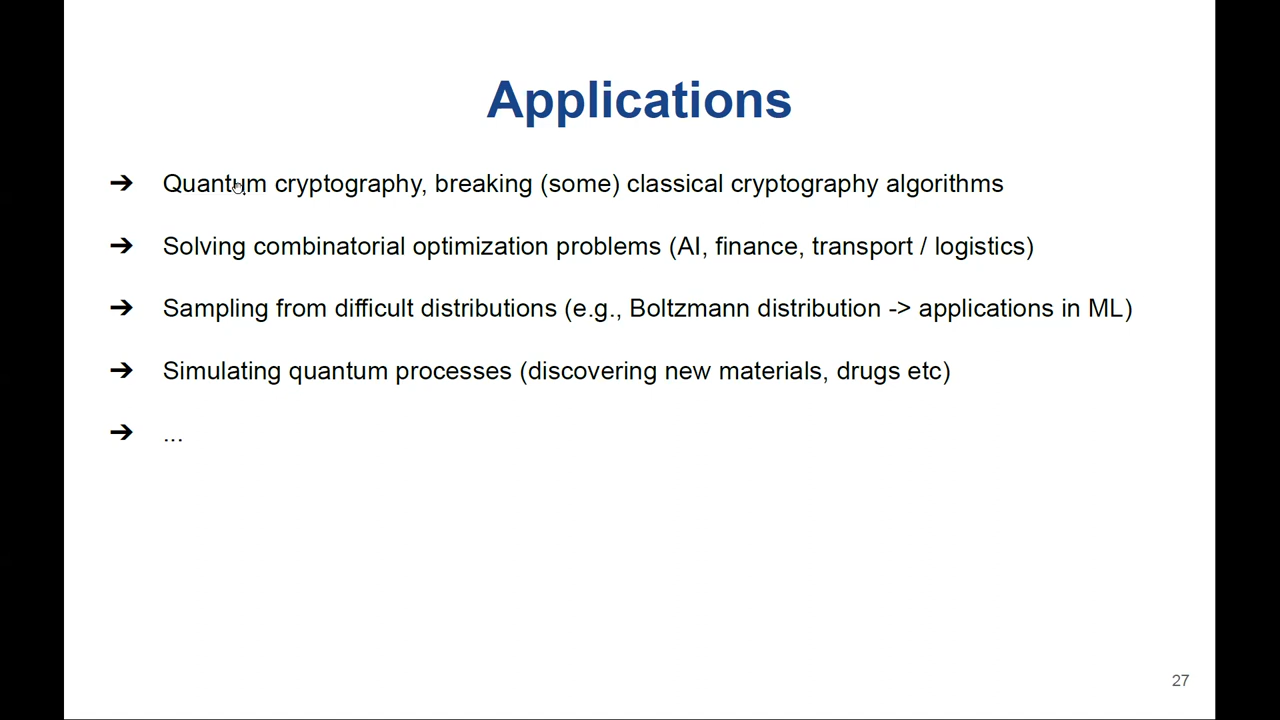 Applications
➔ Quantum cryptography, breaking (some) classical cryptography algorithms
➔ Solving combinatorial optimization problems (AI, finance, transport / logistics)
➔ Sampling from difficult distributions (e.g., Boltzmann distribution -> applications in ML)
➔ Simulating quantum processes (discovering new materials, drugs etc)
➔ ...
27